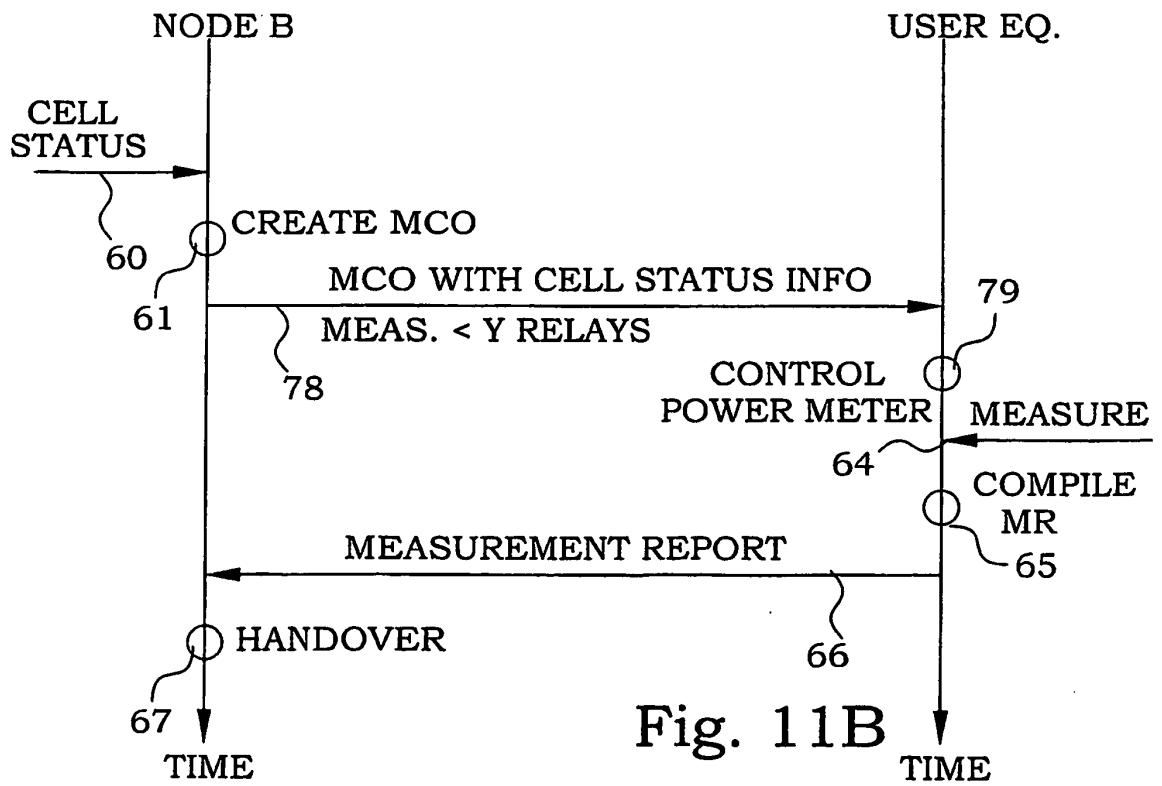 NODE B
USER EQ.
CELL
STATUS
60
CREATE MCO
61
MCO WITH CELL STATUS INFO
MEAS. < Y RELAYS
78
79
CONTROL
POWER METER
MEASURE
64
COMPILE
MR
65
MEASUREMENT REPORT
66
HANDOVER
67
Fig. 11B
TIME
TIME